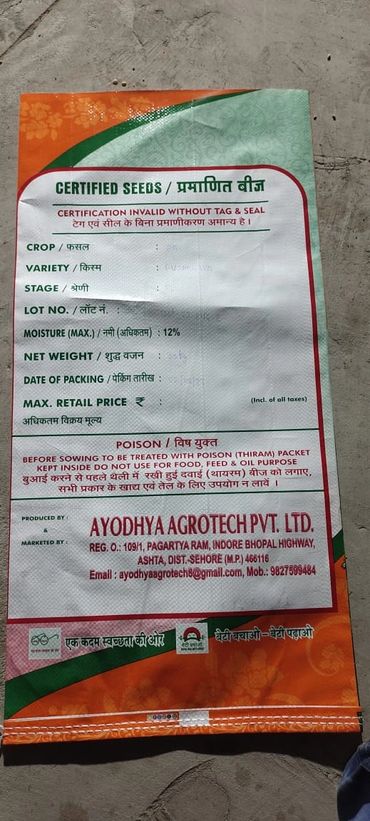 CERTIFIED SEEDS / प्रमाणित बीज
CERTIFICATION INVALID WITHOUT TAG & SEAL
टेग एवं सील के बिना प्रमाणीकरण अमान्य है ।
CROP / फसल :
VARIETY / किस्म :
STAGE / श्रेणी :
LOT NO. / लॉट नं. :
MOISTURE (MAX.) / नमी (अधिकतम) : 12%
NET WEIGHT / शुद्ध वजन :
DATE OF PACKING / पेकिंग तारीख :
MAX. RETAIL PRICE ₹ : (Incl. of all taxes)
अधिकतम विक्रय मूल्य
POISON / विष युक्त
BEFORE SOWING TO BE TREATED WITH POISON (THIRAM) PACKET
KEPT INSIDE DO NOT USE FOR FOOD, FEED & OIL PURPOSE
बुआई करने से पहले थैली में रखी हुई दवाई (थायरम) बीज को लगाए,
सभी प्रकार के खाद्य एवं तेल के लिए उपयोग न लावें ।
PRODUCED BY :
&
MARKETED BY :
AYODHYA AGROTECH PVT. LTD.
REG. O.: 109/1, PAGARTYA RAM, INDORE BHOPAL HIGHWAY,
ASHTA, DIST.-SEHORE (M.P.) 466116
Email : ayodhyaagrotech8@gmail.com, Mob.: 9827599484
एक कदम स्वच्छता की ओर
बेटी बचाओ – बेटी पढ़ाओ